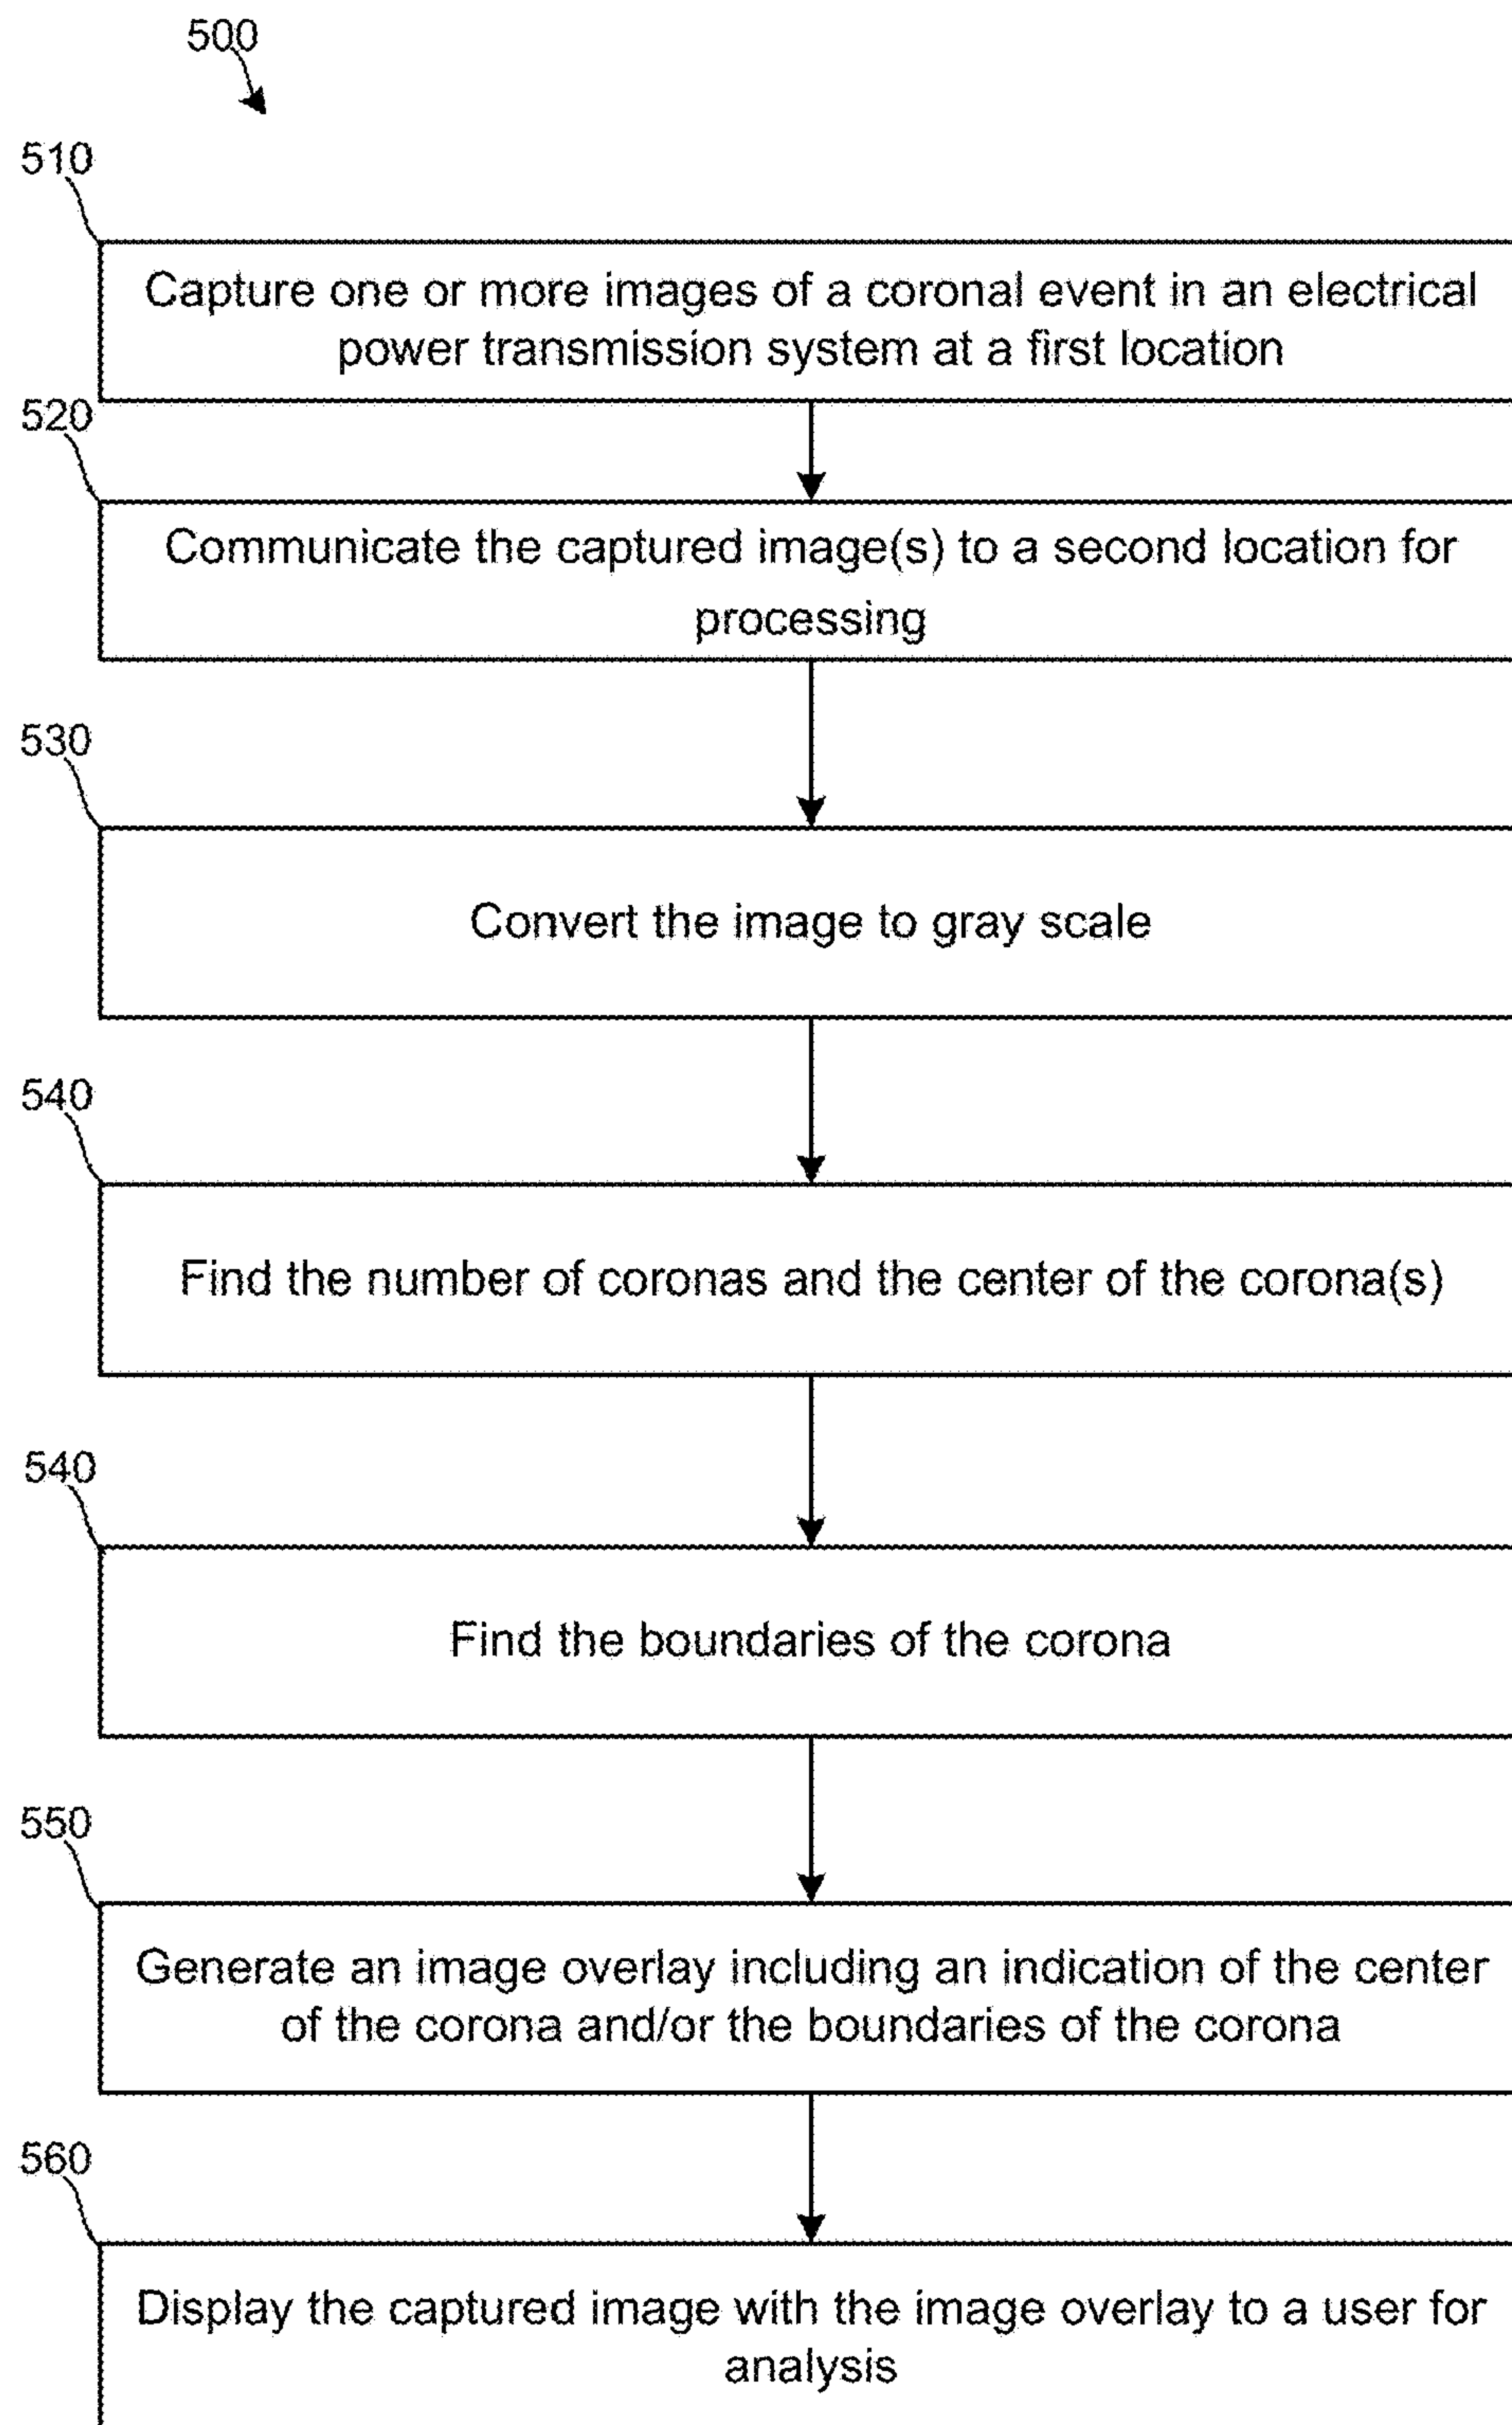 500
510
Capture one or more images of a coronal event in an electrical
power transmission system at a first location
520
Communicate the captured image(s) to a second location for
processing
530
Convert the image to gray scale
540
Find the number of coronas and the center of the corona(s)
540
Find the boundaries of the corona
550
Generate an image overlay including an indication of the center
of the corona and/or the boundaries of the corona
560
Display the captured image with the image overlay to a user for
analysis